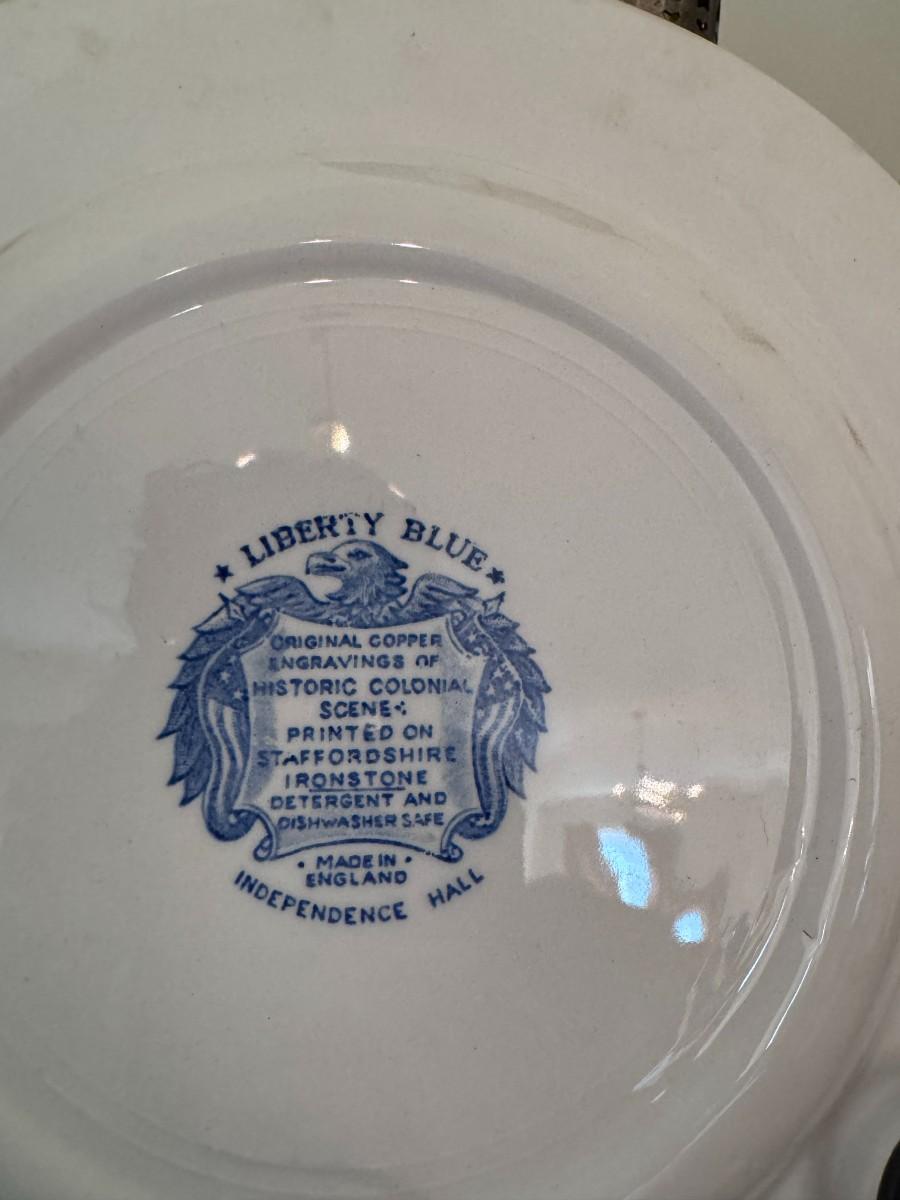 ★ LIBERTY BLUE ★
ORIGINAL COPPER
ENGRAVINGS OF
HISTORIC COLONIAL
SCENES
PRINTED ON
STAFFORDSHIRE
IRONSTONE
DETERGENT AND
DISHWASHER SAFE
• MADE IN •
ENGLAND
INDEPENDENCE HALL